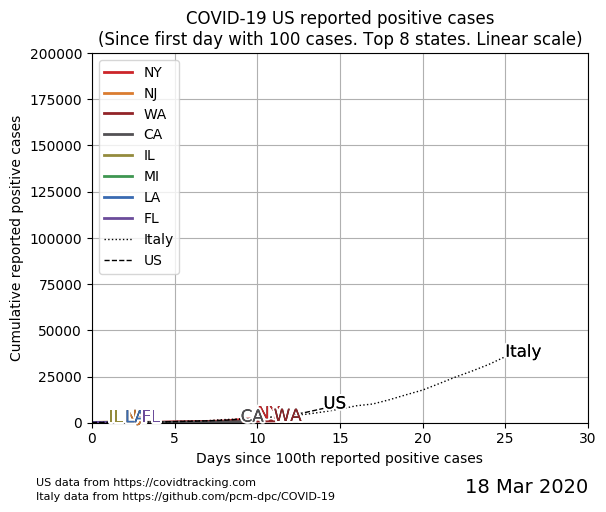 COVID-19 US reported positive cases
(Since first day with 100 cases. Top 8 states. Linear scale)
Cumulative reported positive cases
200000
175000
150000
125000
100000
75000
50000
25000
0
NY
NJ
WA
CA
IL
MI
LA
FL
Italy
US
Italy
US
IL
LA
FL
CA
NY
WA
0
5
10
15
20
25
30
Days since 100th reported positive cases
US data from https://covidtracking.com
Italy data from https://github.com/pcm-dpc/COVID-19
18 Mar 2020